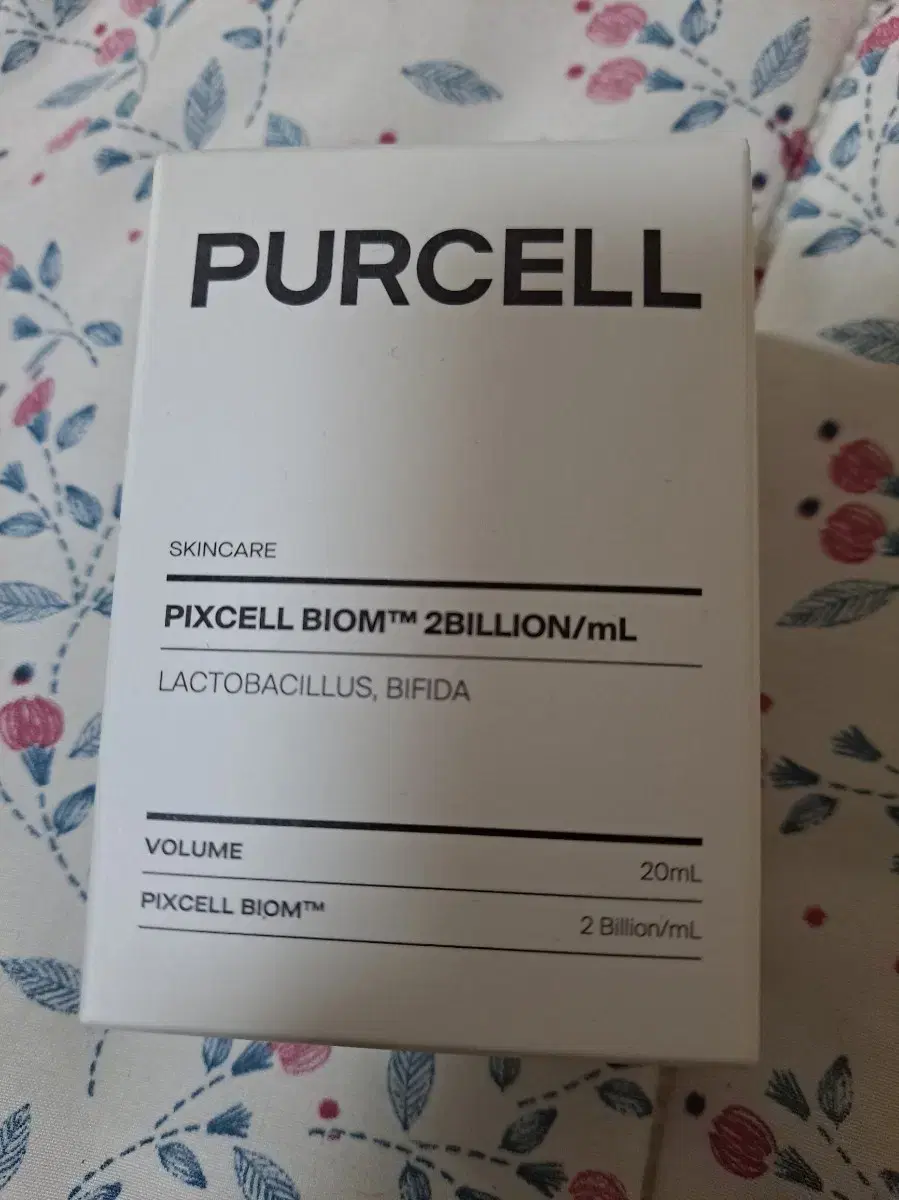 PURCELL
SKINCARE
PIXCELL BIOM™ 2BILLION/mL
LACTOBACILLUS, BIFIDA
VOLUME 20mL
PIXCELL BIOM™ 2 Billion/mL